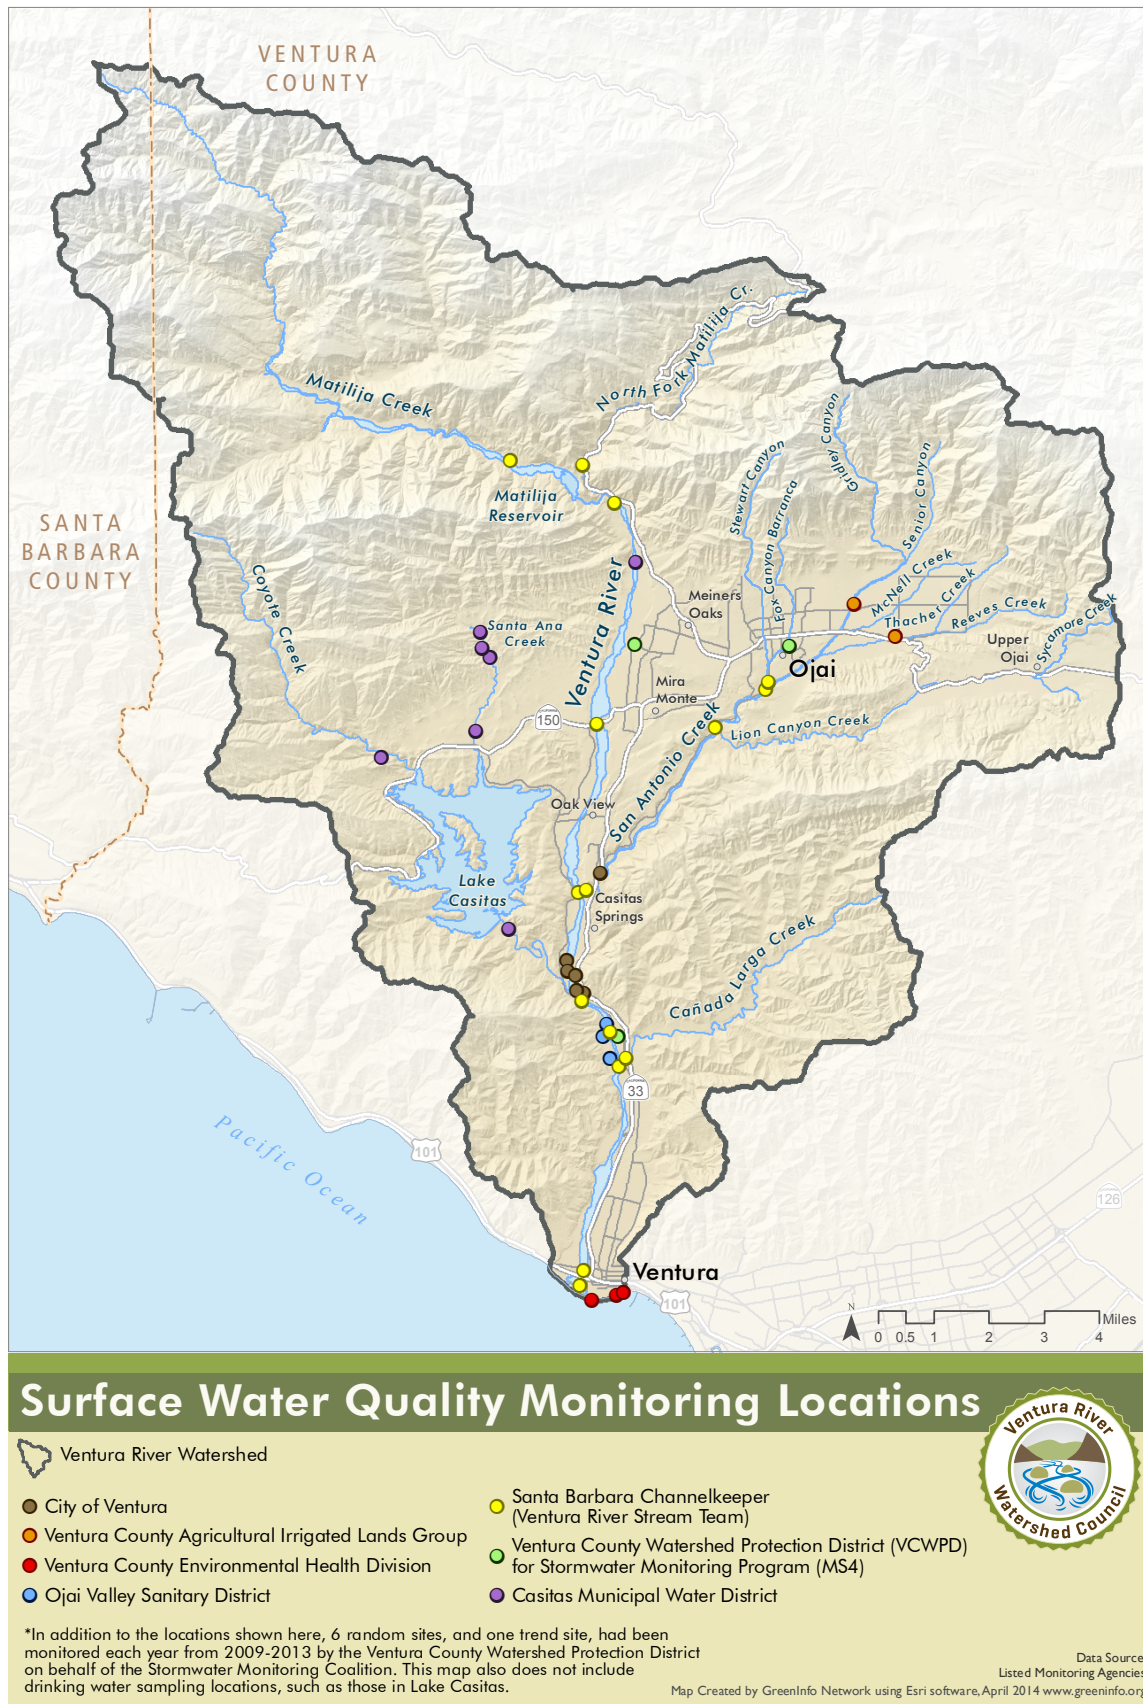 VENTURA
COUNTY
North Fork Matilija Cr.
Matilija Creek
Gridley Canyon
Stewart Canyon
Senior Canyon
Fox Canyon Barranca
Matilija
Reservoir
SANTA
BARBARA
COUNTY
Coyote Creek
McNell Creek
Thacher Creek
Reeves Creek
Sycamore Creek
Meiners
Oaks
Ventura River
Santa Ana
Creek
Upper
Ojai
Ojai
Mira
Monte
CALIFORNIA
150
Lion Canyon Creek
San Antonio Creek
Oak View
Lake
Casitas
Casitas
Springs
Cañada Larga Creek
CALIFORNIA
33
Pacific Ocean
101
126
Ventura
101
N
0 0.5 1 2 3 4
Miles
Surface Water Quality Monitoring Locations
Ventura River
Watershed Council
Ventura River Watershed
City of Ventura
Ventura County Agricultural Irrigated Lands Group
Ventura County Environmental Health Division
Ojai Valley Sanitary District
Santa Barbara Channelkeeper
(Ventura River Stream Team)
Ventura County Watershed Protection District (VCWPD)
for Stormwater Monitoring Program (MS4)
Casitas Municipal Water District
*In addition to the locations shown here, 6 random sites, and one trend site, had been
monitored each year from 2009-2013 by the Ventura County Watershed Protection District
on behalf of the Stormwater Monitoring Coalition. This map also does not include
drinking water sampling locations, such as those in Lake Casitas.
Data Source
Listed Monitoring Agencies
Map Created by GreenInfo Network using Esri software, April 2014 www.greeninfo.org